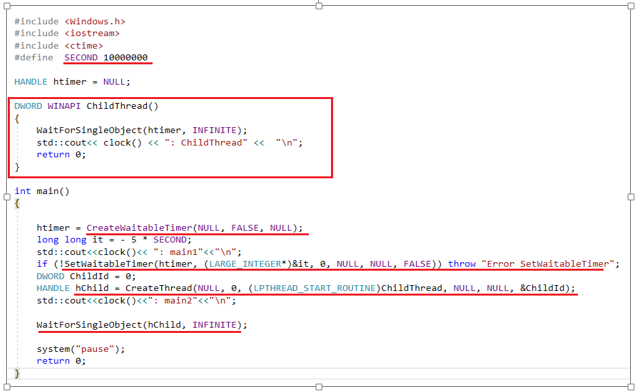 #include <Windows.h>
#include <iostream>
#include <ctime>
#define  SECOND 10000000
HANDLE htimer = NULL;
DWORD WINAPI ChildThread()
{
WaitForSingleObject(htimer, INFINITE);
std::cout<< clock() << ": ChildThread" <<  "\n";
return 0;
}
int main()
{
htimer = CreateWaitableTimer(NULL, FALSE, NULL);
long long it = - 5 * SECOND;
std::cout<<clock()<< ": main1"<<"\n";
if (!SetWaitableTimer(htimer, (LARGE_INTEGER*)&it, 0, NULL, NULL, FALSE)) throw "Error SetWaitableTimer";
DWORD ChildId = 0;
HANDLE hChild = CreateThread(NULL, 0, (LPTHREAD_START_ROUTINE)ChildThread, NULL, NULL, &ChildId);
std::cout<<clock()<<": main2"<<"\n";
WaitForSingleObject(hChild, INFINITE);
system("pause");
return 0;
}